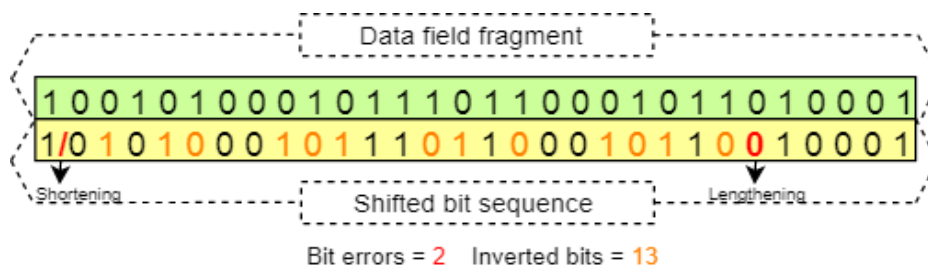 Data field fragment
1 0 0 1 0 1 0 0 0 1 0 1 1 1 0 1 1 0 0 0 1 0 1 1 0 1 0 0 0 1
1/0 1 0 1 0 0 0 1 0 1 1 1 0 1 1 0 0 0 1 0 1 1 0 0 1 0 0 0 1
Shortening Lengthening
Shifted bit sequence
Bit errors = 2 Inverted bits = 13